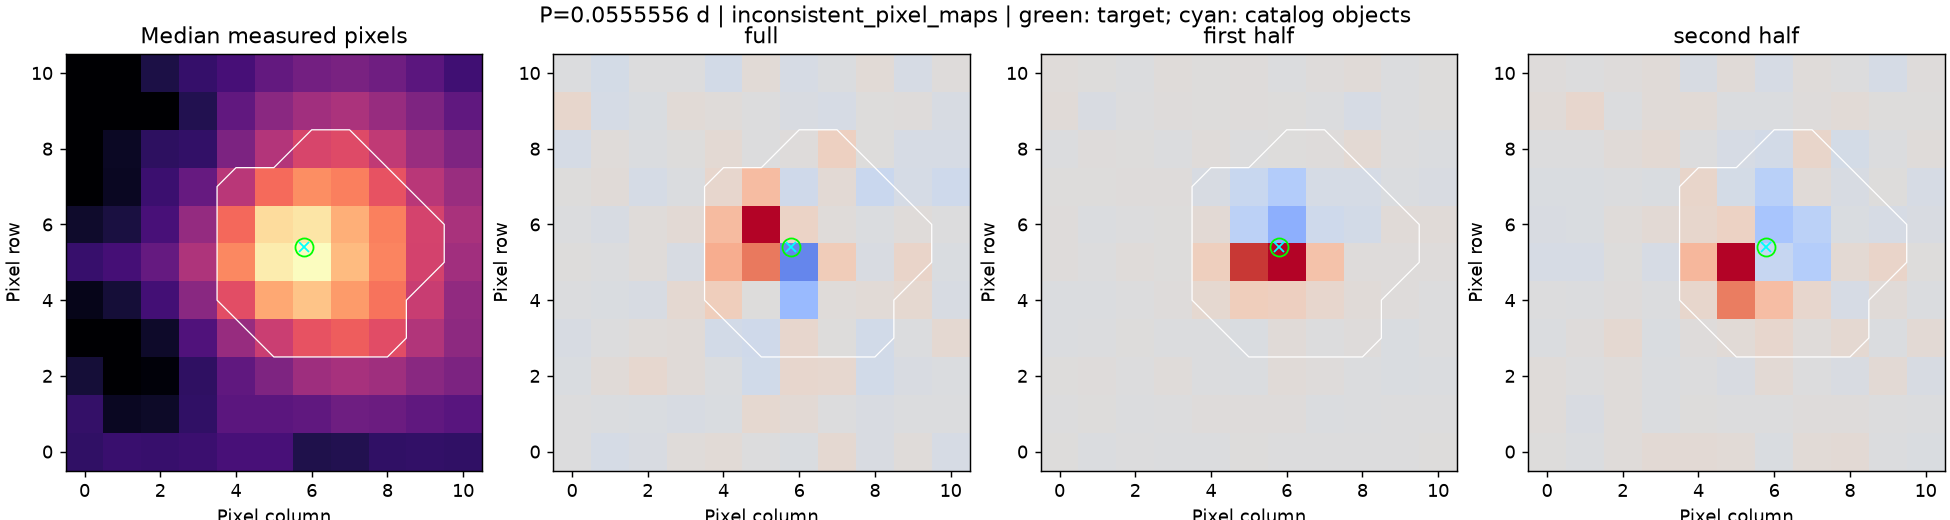 P=0.0555556 d | inconsistent_pixel_maps | green: target; cyan: catalog objects
Median measured pixels
full
first half
second half
Pixel row
10
8
6
4
2
0
0 2 4 6 8 10
Pixel column
Pixel row
10
8
6
4
2
0
0 2 4 6 8 10
Pixel column
Pixel row
10
8
6
4
2
0
0 2 4 6 8 10
Pixel column
Pixel row
10
8
6
4
2
0
0 2 4 6 8 10
Pixel column